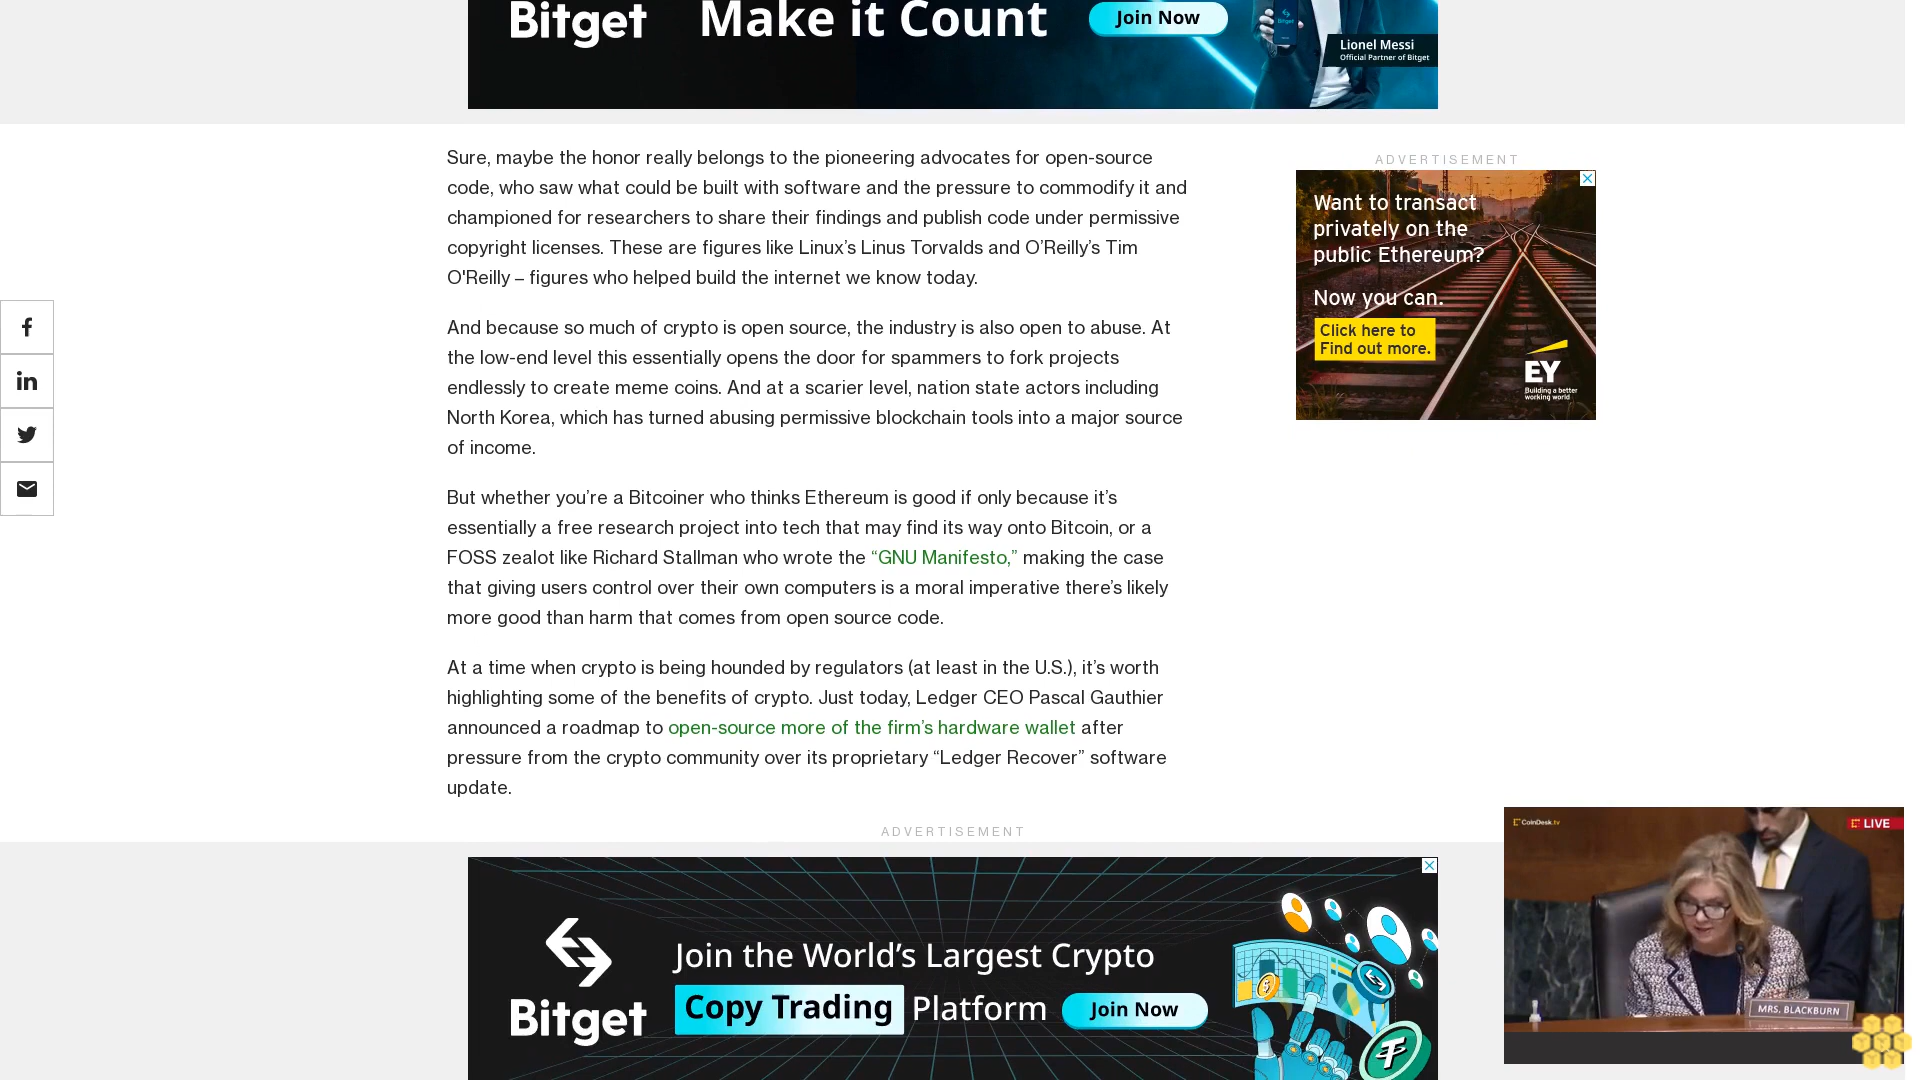 Bitget
Make it Count
Join Now
Lionel Messi
Official Partner of Bitget
Sure, maybe the honor really belongs to the pioneering advocates for open-source
code, who saw what could be built with software and the pressure to commodify it and
championed for researchers to share their findings and publish code under permissive
copyright licenses. These are figures like Linux’s Linus Torvalds and O’Reilly’s Tim
O'Reilly – figures who helped build the internet we know today.
And because so much of crypto is open source, the industry is also open to abuse. At
the low-end level this essentially opens the door for spammers to fork projects
endlessly to create meme coins. And at a scarier level, nation state actors including
North Korea, which has turned abusing permissive blockchain tools into a major source
of income.
But whether you’re a Bitcoiner who thinks Ethereum is good if only because it’s
essentially a free research project into tech that may find its way onto Bitcoin, or a
FOSS zealot like Richard Stallman who wrote the “GNU Manifesto,” making the case
that giving users control over their own computers is a moral imperative there’s likely
more good than harm that comes from open source code.
At a time when crypto is being hounded by regulators (at least in the U.S.), it’s worth
highlighting some of the benefits of crypto. Just today, Ledger CEO Pascal Gauthier
announced a roadmap to open-source more of the firm’s hardware wallet after
pressure from the crypto community over its proprietary “Ledger Recover” software
update.
ADVERTISEMENT
Want to transact
privately on the
public Ethereum?
Now you can.
Click here to
Find out more.
EY
Building a better
working world
ADVERTISEMENT
Bitget
Join the World’s Largest Crypto
Copy Trading Platform
Join Now
CoinDesk.tv
LIVE
MRS. BLACKBURN